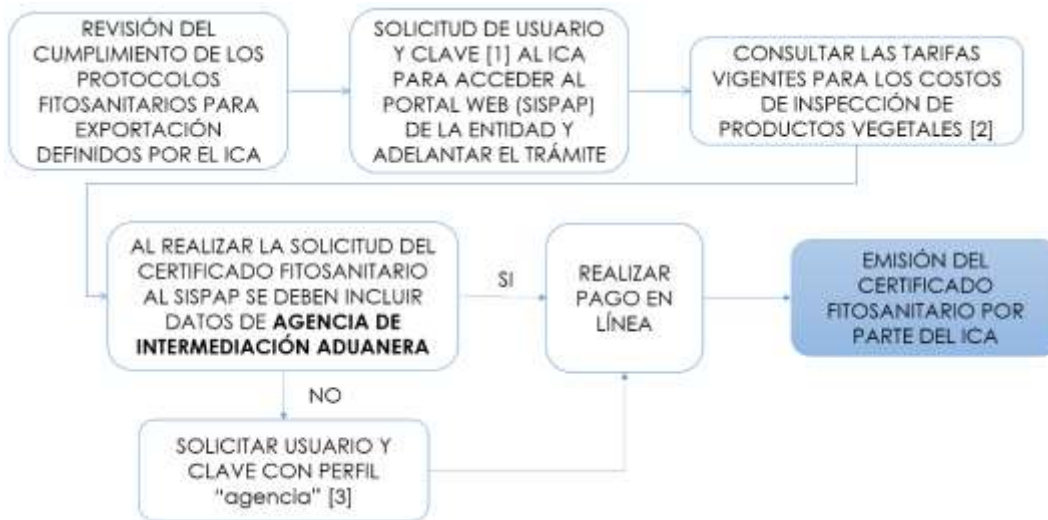 REVISIÓN DEL
CUMPLIMIENTO DE LOS
PROTOCOLOS
FITOSANITARIOS PARA
EXPORTACIÓN
DEFINIDOS POR EL ICA
SOLICITUD DE USUARIO
Y CLAVE [1] AL ICA
PARA ACCEDER AL
PORTAL WEB (SISPAP)
DE LA ENTIDAD Y
ADELANTAR EL TRÁMITE
CONSULTAR LAS TARIFAS
VIGENTES PARA LOS COSTOS
DE INSPECCIÓN DE
PRODUCTOS VEGETALES [2]
AL REALIZAR LA SOLICITUD DEL
CERTIFICADO FITOSANITARIO
AL SISPAP SE DEBEN INCLUIR
DATOS DE AGENCIA DE
INTERMEDIACIÓN ADUANERA
SI
REALIZAR
PAGO EN
LÍNEA
EMISIÓN DEL
CERTIFICADO
FITOSANITARIO POR
PARTE DEL ICA
NO
SOLICITAR USUARIO Y
CLAVE CON PERFIL
"agencia" [3]